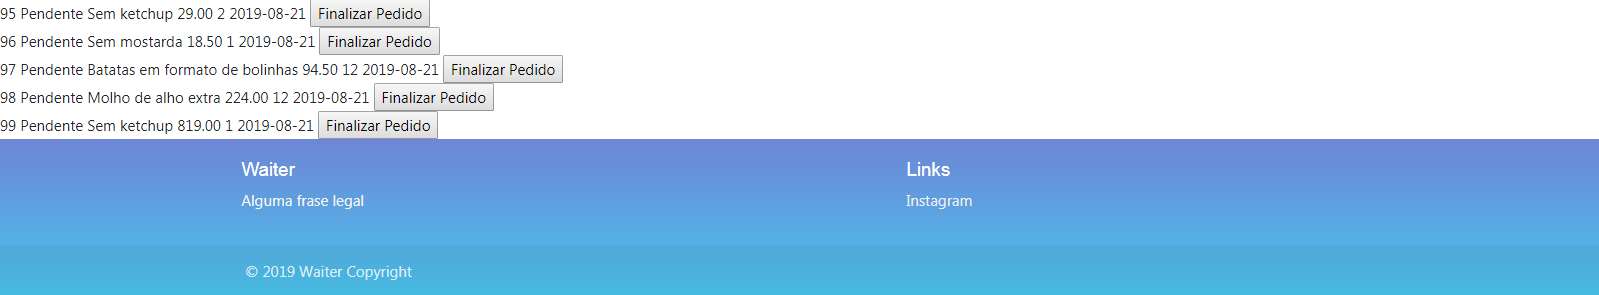 95 Pendente Sem ketchup 29.00 2 2019-08-21 Finalizar Pedido
96 Pendente Sem mostarda 18.50 1 2019-08-21 Finalizar Pedido
97 Pendente Batatas em formato de bolinhas 94.50 12 2019-08-21 Finalizar Pedido
98 Pendente Molho de alho extra 224.00 12 2019-08-21 Finalizar Pedido
99 Pendente Sem ketchup 819.00 1 2019-08-21 Finalizar Pedido
Waiter
Alguma frase legal
Links
Instagram
© 2019 Waiter Copyright